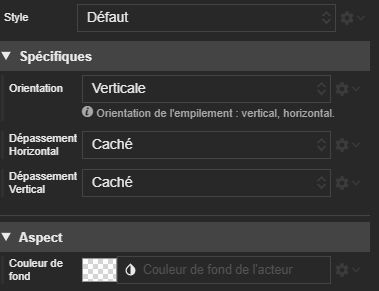 Style Défaut
Spécifiques
Orientation Verticale
Orientation de l'empilement : vertical, horizontal.
Dépassement
Horizontal Caché
Dépassement
Vertical Caché
Aspect
Couleur de
fond Couleur de fond de l'acteur